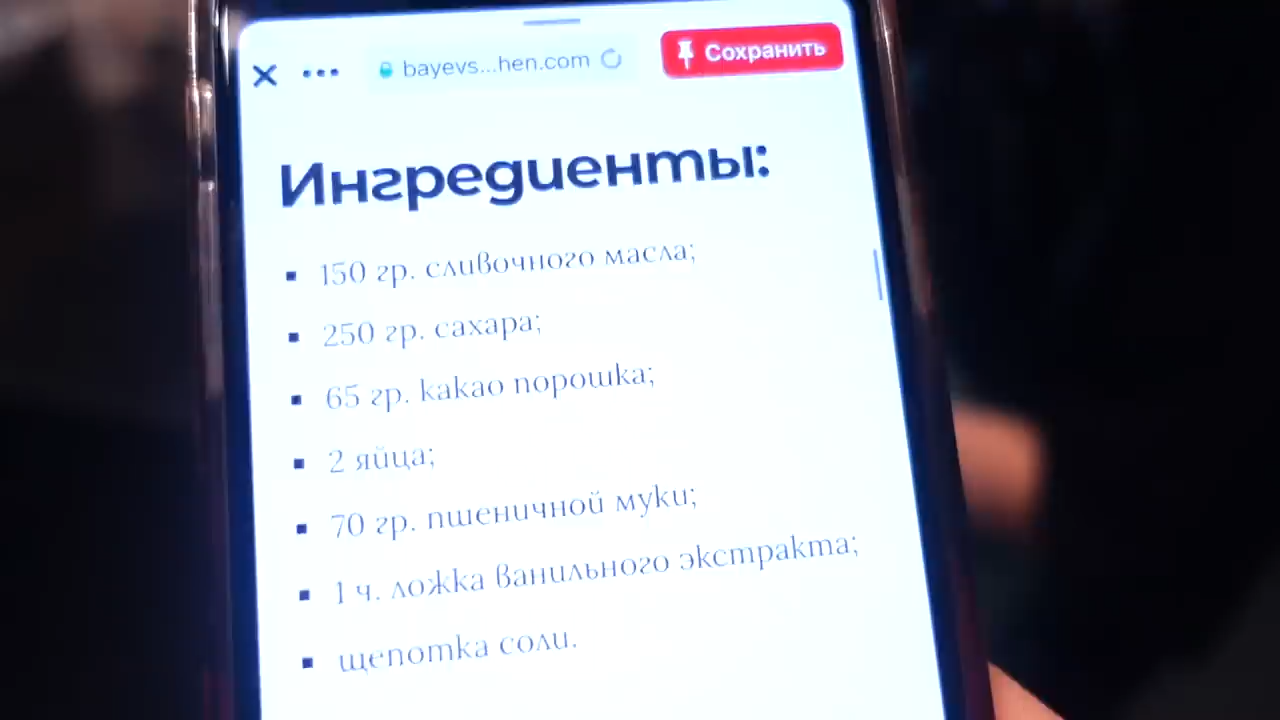 bayevs...hen.com
Сохранить
Ингредиенты:
150 гр. сливочного масла;
250 гр. сахара;
65 гр. какао порошка;
2 яйца;
70 гр. пшеничной муки;
1 ч. ложка ванильного экстракта;
щепотка соли.